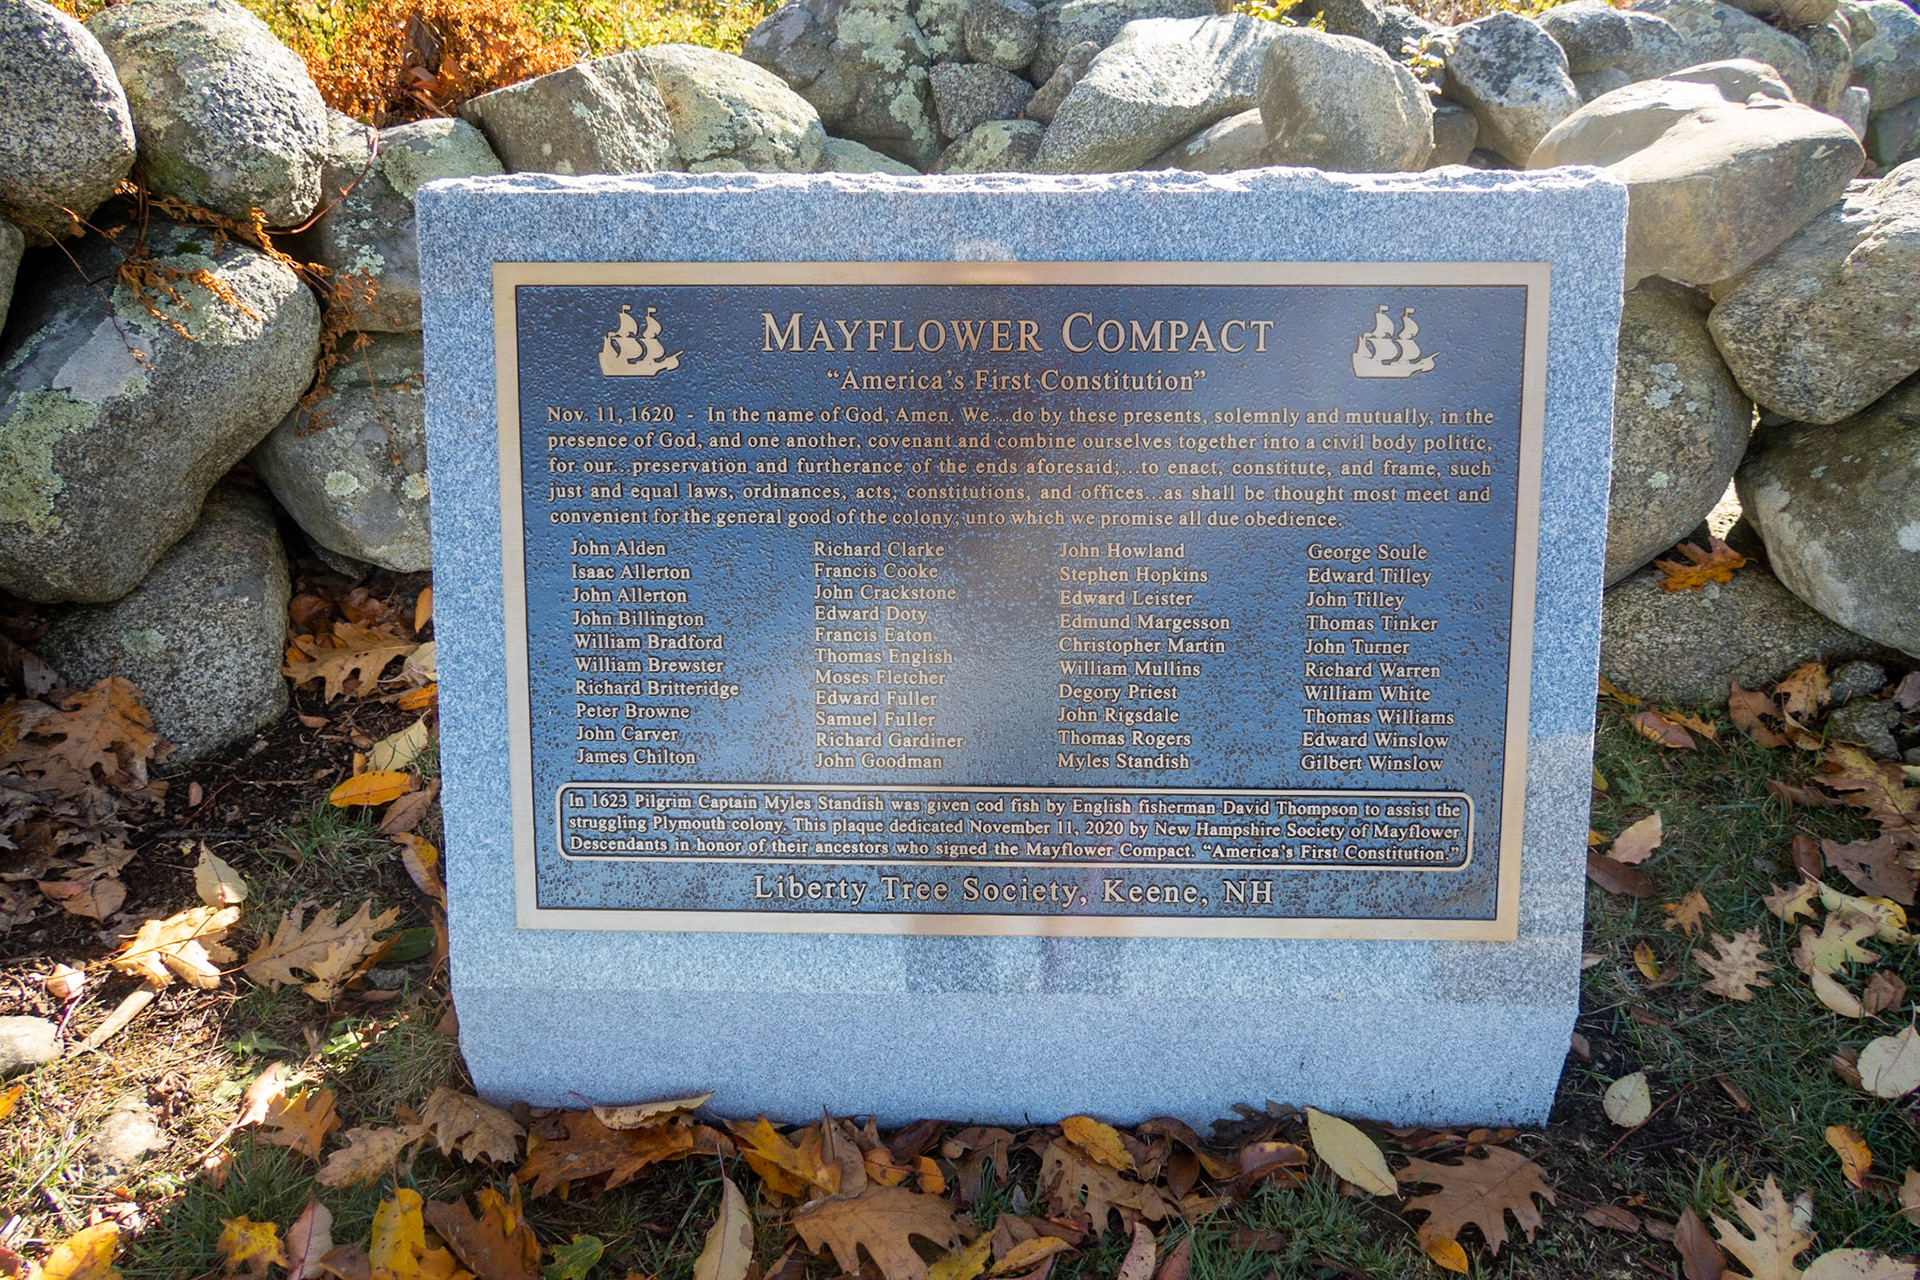 MAYFLOWER COMPACT
“America’s First Constitution”
Nov. 11, 1620 - In the name of God, Amen. We...do by these presents, solemnly and mutually, in the
presence of God, and one another, covenant and combine ourselves together into a civil body politic,
for our...preservation and furtherance of the ends aforesaid;...to enact, constitute, and frame, such
just and equal laws, ordinances, acts, constitutions, and offices...as shall be thought most meet and
convenient for the general good of the colony; unto which we promise all due obedience.
John Alden
Isaac Allerton
John Allerton
John Billington
William Bradford
William Brewster
Richard Britteridge
Peter Browne
John Carver
James Chilton
Richard Clarke
Francis Cooke
John Crackstone
Edward Doty
Francis Eaton
Thomas English
Moses Fletcher
Edward Fuller
Samuel Fuller
Richard Gardiner
John Goodman
John Howland
Stephen Hopkins
Edward Leister
Edmund Margesson
Christopher Martin
William Mullins
Degory Priest
John Rigsdale
Thomas Rogers
Myles Standish
George Soule
Edward Tilley
John Tilley
Thomas Tinker
John Turner
Richard Warren
William White
Thomas Williams
Edward Winslow
Gilbert Winslow
In 1623 Pilgrim Captain Myles Standish was given cod fish by English fisherman David Thompson to assist the
struggling Plymouth colony. This plaque dedicated November 11, 2020 by New Hampshire Society of Mayflower
Descendants in honor of their ancestors who signed the Mayflower Compact. “America’s First Constitution.”
Liberty Tree Society, Keene, NH